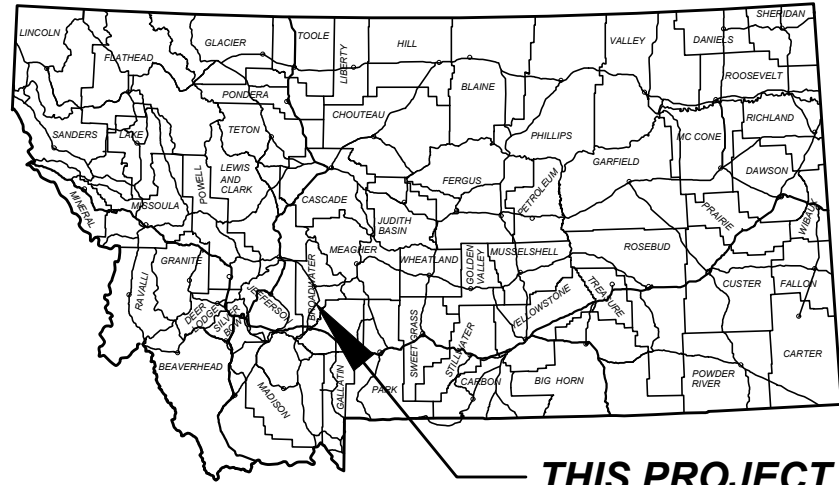 LINCOLN
FLATHEAD
GLACIER
TOOLE
LIBERTY
HILL
BLAINE
VALLEY
DANIELS
SHERIDAN
ROOSEVELT
PONDERA
CHOUTEAU
PHILLIPS
RICHLAND
SANDERS
LAKE
TETON
MC CONE
GARFIELD
DAWSON
MINERAL
MISSOULA
POWELL
LEWIS
AND
CLARK
CASCADE
FERGUS
PETROLEUM
JUDITH
BASIN
PRAIRIE
WIBAUX
GRANITE
MEAGHER
WHEATLAND
GOLDEN
VALLEY
MUSSELSHELL
ROSEBUD
RAVALLI
DEER
LODGE
SILVER
BOW
JEFFERSON
BROADWATER
SWEET GRASS
STILLWATER
YELLOWSTONE
TREASURE
CUSTER
FALLON
BEAVERHEAD
MADISON
GALLATIN
PARK
CARBON
BIG HORN
POWDER
RIVER
CARTER
THIS PROJECT